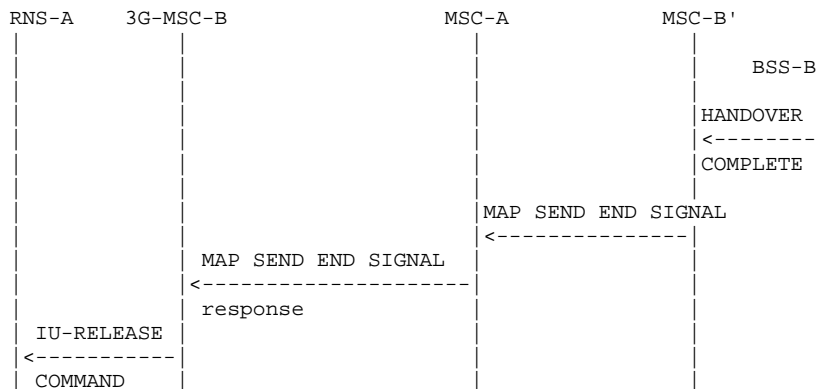 RNS-A 3G-MSC-B MSC-A MSC-B'
BSS-B
HANDOVER
COMPLETE
MAP SEND END SIGNAL
MAP SEND END SIGNAL
response
IU-RELEASE
COMMAND